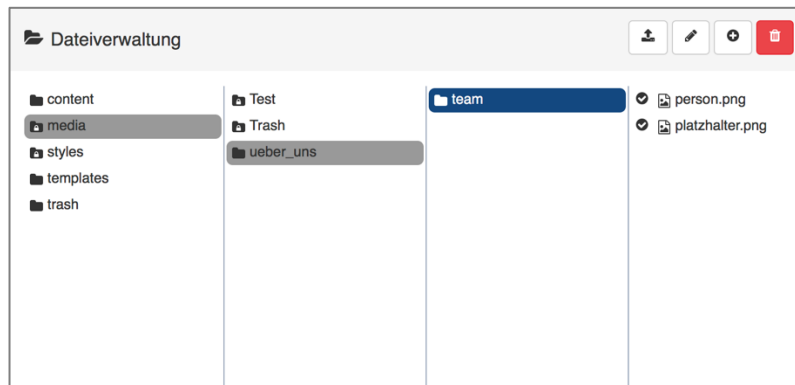 Dateiverwaltung
content
media
styles
templates
trash
Test
Trash
ueber_uns
team
person.png
platzhalter.png